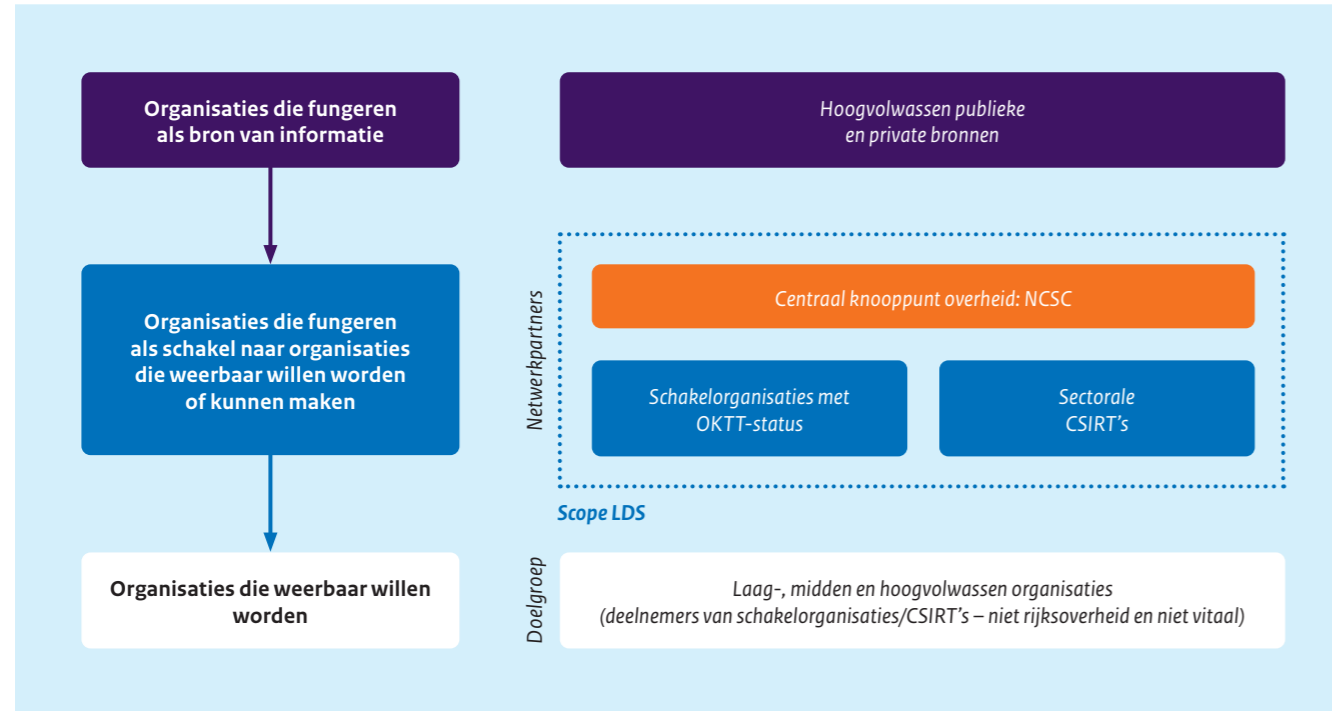 Organisaties die fungeren
als bron van informatie
Hoogvolwassen publieke
en private bronnen
Organisaties die fungeren
als schakel naar organisaties
die weerbaar willen worden
of kunnen maken
Netwerkpartners
Centraal knooppunt overheid: NCSC
Schakelorganisaties met
OKTT-status
Sectorale
CSIRT's
Scope LDS
Organisaties die weerbaar willen
worden
Doelgroep
Laag-, midden en hoogvolwassen organisaties
(deelnemers van schakelorganisaties/CSIRT's – niet rijksoverheid en niet vitaal)